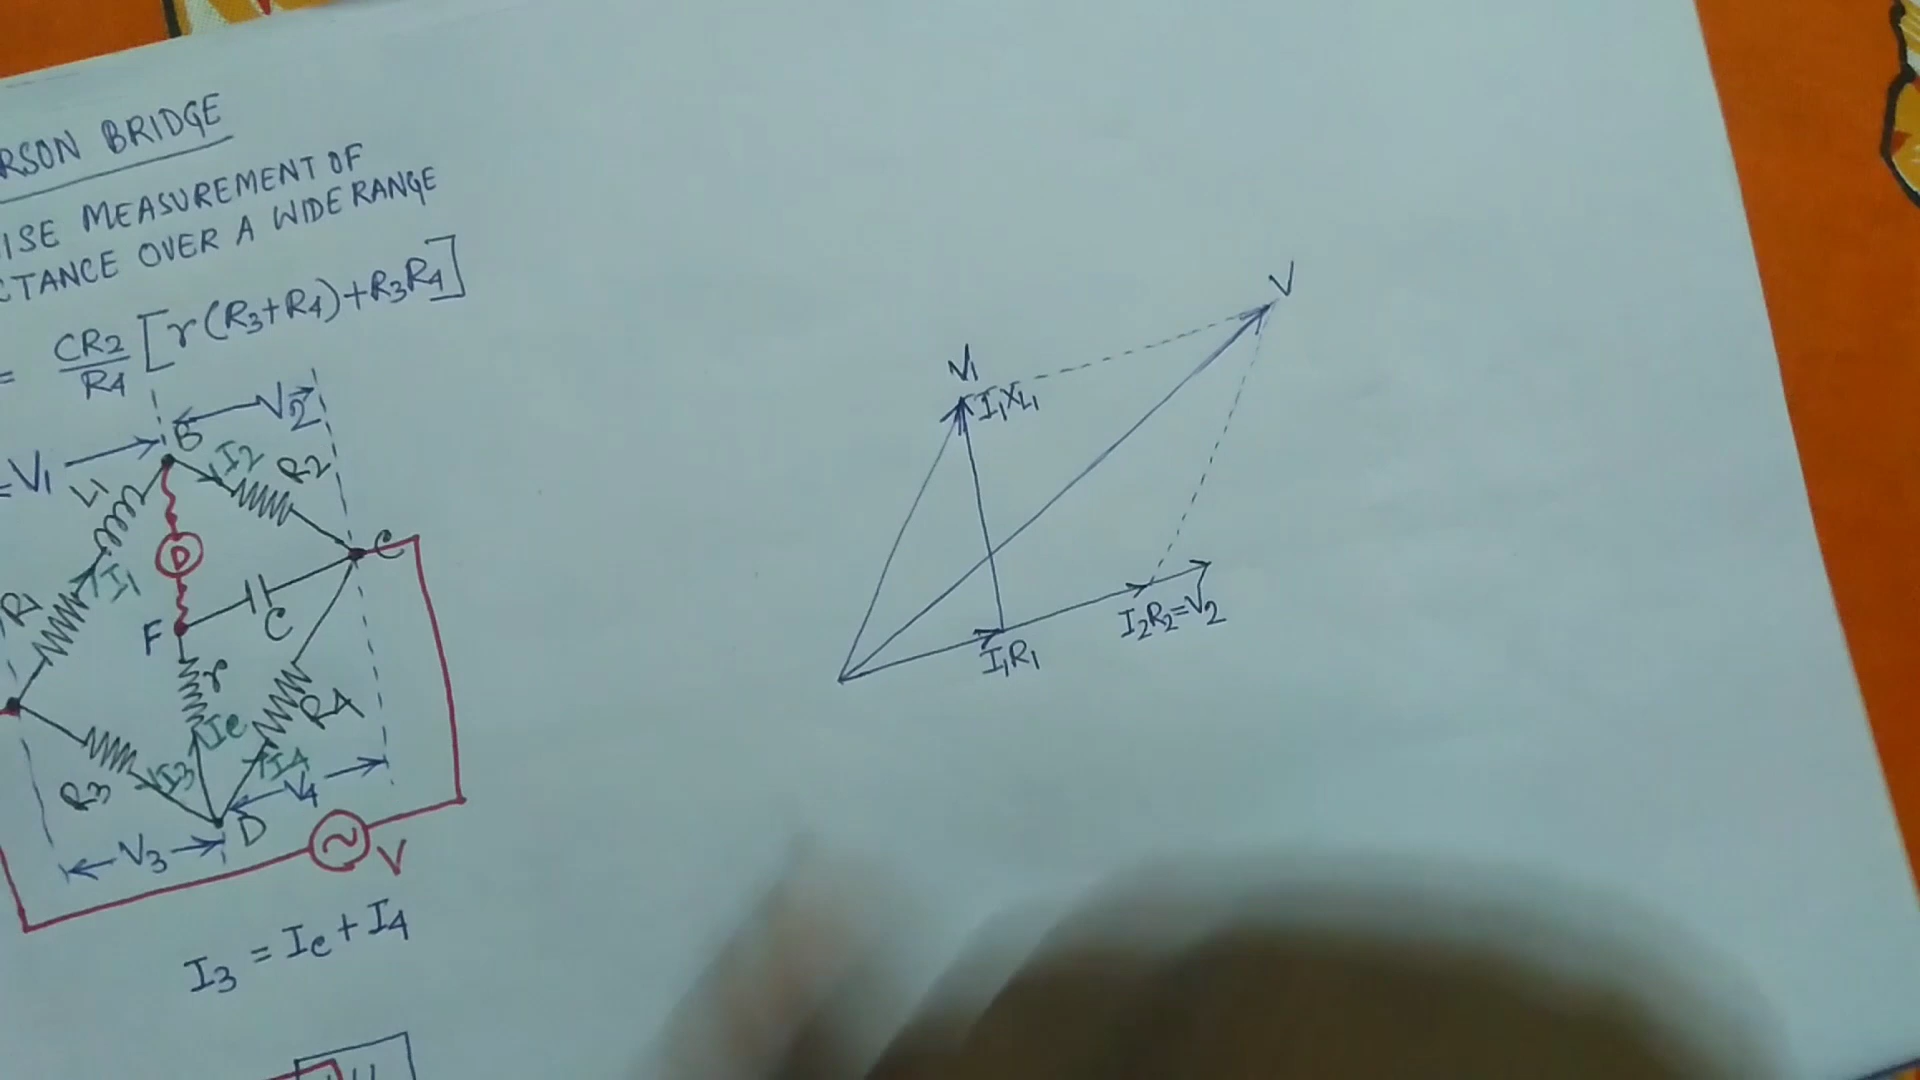 RSON BRIDGE
ISE MEASUREMENT OF
CTANCE OVER A WIDE RANGE
= CR2/R4 [r(R3+R4)+R3R4]
V2
=V1
B
L1
I2
R2
D
C
I1
R1
F
C
r
Ie
R4
I4
I3
R3
V4
D
V3
V
I3 = Ie + I4
V
V1
I1XL1
I2R2=V2
I1R1